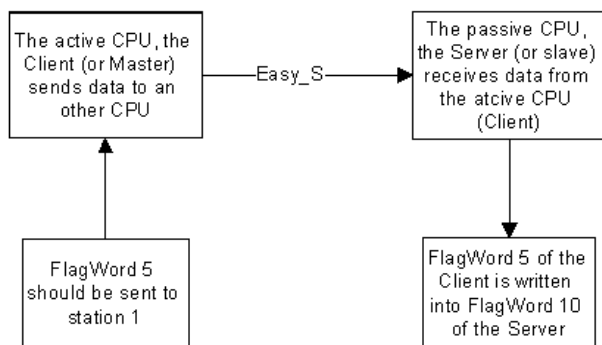 The active CPU, the
Client (or Master)
sends data to an
other CPU
Easy_S
The passive CPU,
the Server (or slave)
receives data from
the atcive CPU
(Client)
FlagWord 5
should be sent to
station 1
FlagWord 5 of the
Client is written
into FlagWord 10
of the Server